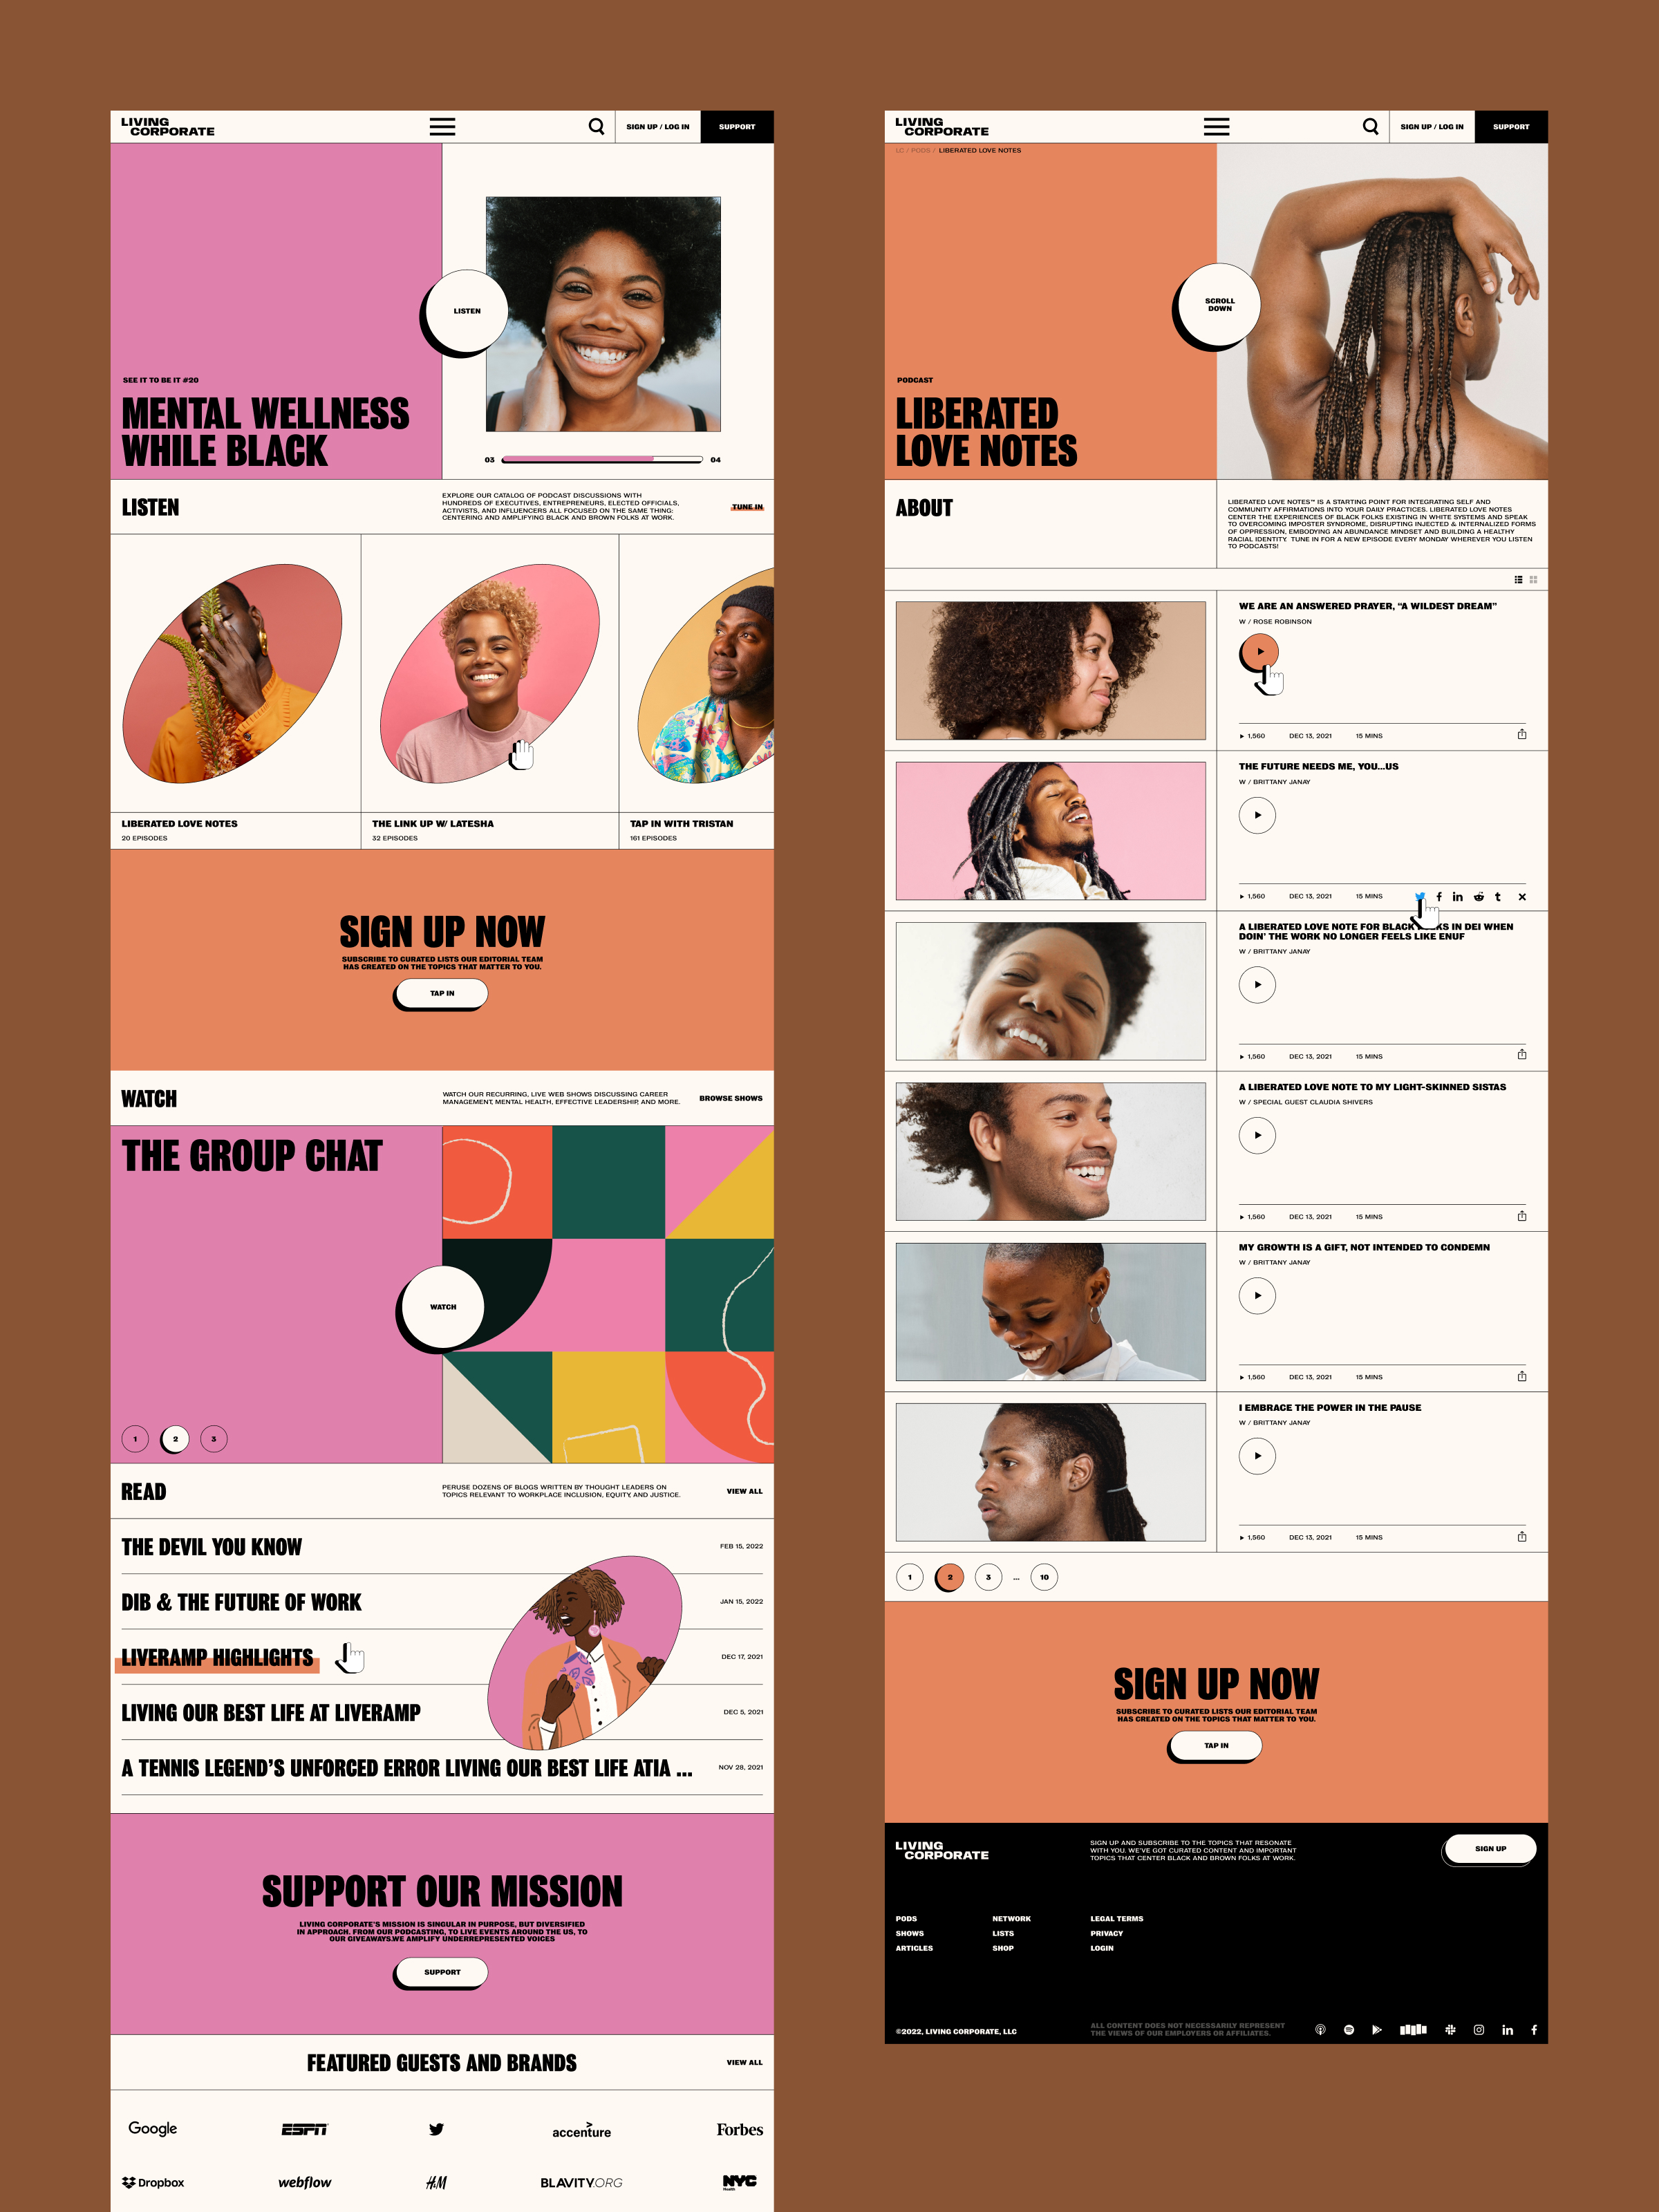 LIVING
CORPORATE
SIGN UP / LOG IN
SUPPORT
LISTEN
SEE IT TO BE IT #20
MENTAL WELLNESS
WHILE BLACK
03
04
LISTEN
EXPLORE OUR CATALOG OF PODCAST DISCUSSIONS WITH
HUNDREDS OF EXECUTIVES, ENTREPRENEURS, ELECTED OFFICIALS,
ACTIVISTS, AND INFLUENCERS ALL FOCUSED ON THE SAME THING:
CENTERING AND AMPLIFYING BLACK AND BROWN FOLKS AT WORK.
TUNE IN
LIBERATED LOVE NOTES
20 EPISODES
THE LINK UP W/ LATESHA
32 EPISODES
TAP IN WITH TRISTAN
161 EPISODES
SIGN UP NOW
SUBSCRIBE TO CURATED LISTS OUR EDITORIAL TEAM
HAS CREATED ON THE TOPICS THAT MATTER TO YOU.
TAP IN
WATCH
WATCH OUR RECURRING, LIVE WEB SHOWS DISCUSSING CAREER
MANAGEMENT, MENTAL HEALTH, EFFECTIVE LEADERSHIP, AND MORE.
BROWSE SHOWS
THE GROUP CHAT
WATCH
1
2
3
READ
PERUSE DOZENS OF BLOGS WRITTEN BY THOUGHT LEADERS ON
TOPICS RELEVANT TO WORKPLACE INCLUSION, EQUITY, AND JUSTICE.
VIEW ALL
THE DEVIL YOU KNOW
FEB 15, 2022
DIB & THE FUTURE OF WORK
JAN 15, 2022
LIVERAMP HIGHLIGHTS
DEC 17, 2021
LIVING OUR BEST LIFE AT LIVERAMP
DEC 5, 2021
A TENNIS LEGEND'S UNFORCED ERROR LIVING OUR BEST LIFE ATIA ...
NOV 28, 2021
SUPPORT OUR MISSION
LIVING CORPORATE'S MISSION IS SINGULAR IN PURPOSE, BUT DIVERSIFIED
IN APPROACH. FROM OUR PODCASTING, TO LIVE EVENTS AROUND THE US, TO
OUR GIVEAWAYS.WE AMPLIFY UNDERREPRESENTED VOICES
SUPPORT
FEATURED GUESTS AND BRANDS
VIEW ALL
Google
ESPN
accenture
Forbes
Dropbox
webflow
H&M
BLAVITY.ORG
NYC
Health
LIVING
CORPORATE
SIGN UP / LOG IN
SUPPORT
LC / PODS / LIBERATED LOVE NOTES
SCROLL
DOWN
PODCAST
LIBERATED
LOVE NOTES
ABOUT
LIBERATED LOVE NOTES™ IS A STARTING POINT FOR INTEGRATING SELF AND
COMMUNITY AFFIRMATIONS INTO YOUR DAILY PRACTICES. LIBERATED LOVE NOTES
CENTER THE EXPERIENCES OF BLACK FOLKS EXISTING IN WHITE SYSTEMS AND SPEAK
TO OVERCOMING IMPOSTER SYNDROME, DISRUPTING INJECTED & INTERNALIZED FORMS
OF OPPRESSION, EMBODYING AN ABUNDANCE MINDSET AND BUILDING A HEALTHY
RACIAL IDENTITY. TUNE IN FOR A NEW EPISODE EVERY MONDAY WHEREVER YOU LISTEN
TO PODCASTS!
WE ARE AN ANSWERED PRAYER, “A WILDEST DREAM”
W / ROSE ROBINSON
1,560 DEC 13, 2021 15 MINS
THE FUTURE NEEDS ME, YOU...US
W / BRITTANY JANAY
1,560 DEC 13, 2021 15 MINS
A LIBERATED LOVE NOTE FOR BLACK KS IN DEI WHEN
DOIN' THE WORK NO LONGER FEELS LIKE ENUF
W / BRITTANY JANAY
1,560 DEC 13, 2021 15 MINS
A LIBERATED LOVE NOTE TO MY LIGHT-SKINNED SISTAS
W / SPECIAL GUEST CLAUDIA SHIVERS
1,560 DEC 13, 2021 15 MINS
MY GROWTH IS A GIFT, NOT INTENDED TO CONDEMN
W / BRITTANY JANAY
1,560 DEC 13, 2021 15 MINS
I EMBRACE THE POWER IN THE PAUSE
W / BRITTANY JANAY
1,560 DEC 13, 2021 15 MINS
1 2 3 ... 10
SIGN UP NOW
SUBSCRIBE TO CURATED LISTS OUR EDITORIAL TEAM
HAS CREATED ON THE TOPICS THAT MATTER TO YOU.
TAP IN
LIVING
CORPORATE
SIGN UP AND SUBSCRIBE TO THE TOPICS THAT RESONATE
WITH YOU. WE'VE GOT CURATED CONTENT AND IMPORTANT
TOPICS THAT CENTER BLACK AND BROWN FOLKS AT WORK.
SIGN UP
PODS NETWORK LEGAL TERMS
SHOWS LISTS PRIVACY
ARTICLES SHOP LOGIN
©2022, LIVING CORPORATE, LLC
ALL CONTENT DOES NOT NECESSARILY REPRESENT
THE VIEWS OF OUR EMPLOYERS OR AFFILIATES.